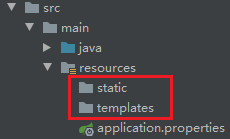 src
main
java
resources
static
templates
application.properties